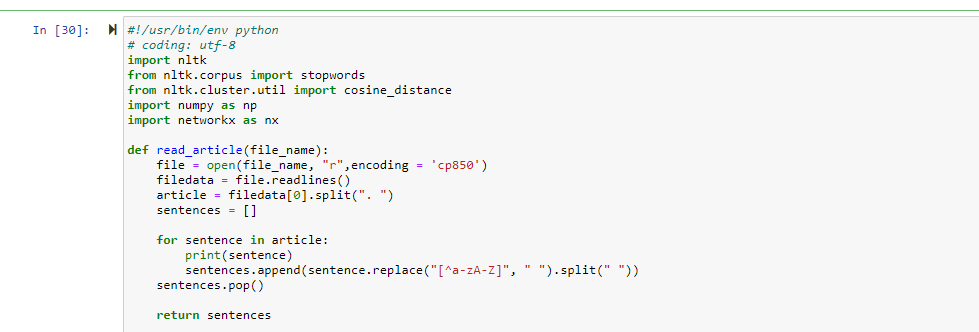 In [30]:
#!/usr/bin/env python
# coding: utf-8
import nltk
from nltk.corpus import stopwords
from nltk.cluster.util import cosine_distance
import numpy as np
import networkx as nx

def read_article(file_name):
    file = open(file_name, "r",encoding = 'cp850')
    filedata = file.readlines()
    article = filedata[0].split(". ")
    sentences = []

    for sentence in article:
        print(sentence)
        sentences.append(sentence.replace("[^a-zA-Z]", " ").split(" "))
    sentences.pop()

    return sentences